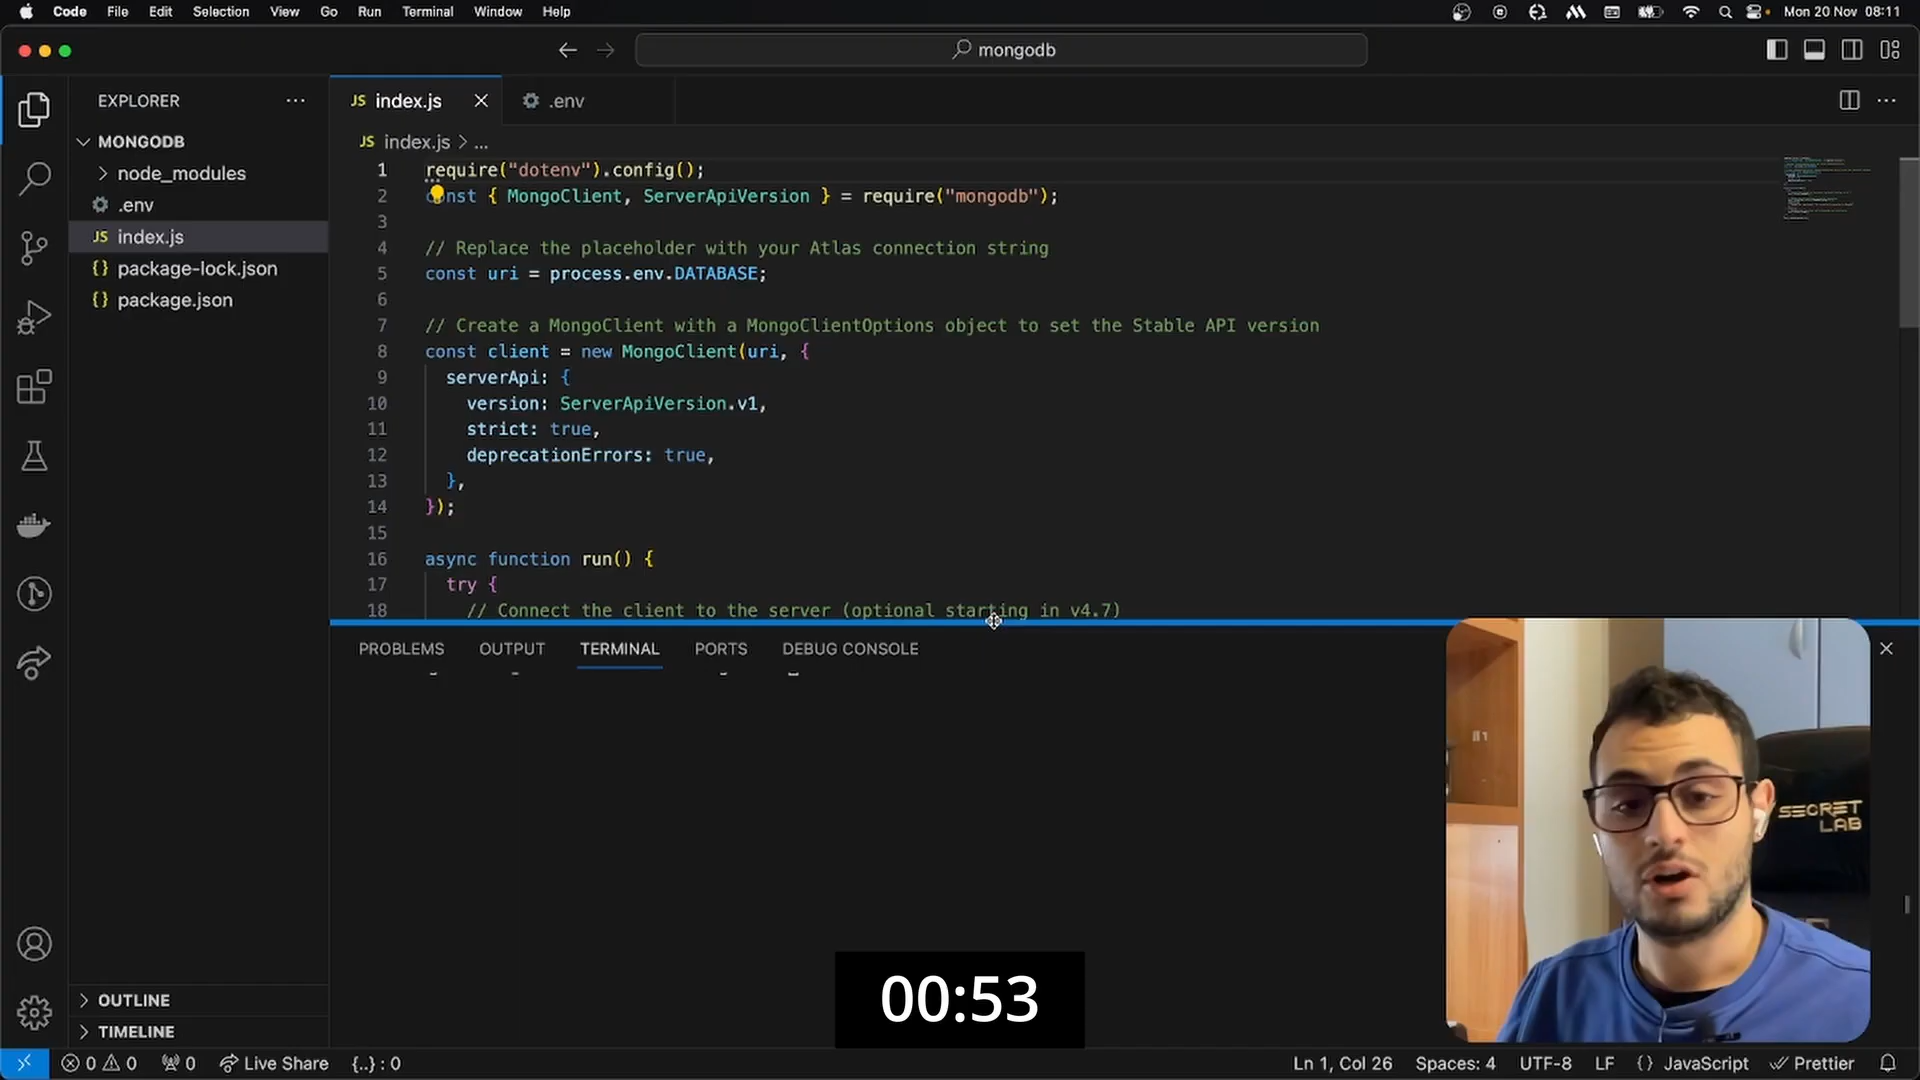 Code File Edit Selection View Go Run Terminal Window Help Mon 20 Nov 08:11
mongodb
EXPLORER
MONGODB
node_modules
.env
JS index.js
{} package-lock.json
{} package.json
OUTLINE
TIMELINE
JS index.js .env
JS index.js > ...
1 require("dotenv").config();
2 const { MongoClient, ServerApiVersion } = require("mongodb");
3
4 // Replace the placeholder with your Atlas connection string
5 const uri = process.env.DATABASE;
6
7 // Create a MongoClient with a MongoClientOptions object to set the Stable API version
8 const client = new MongoClient(uri, {
9 serverApi: {
10 version: ServerApiVersion.v1,
11 strict: true,
12 deprecationErrors: true,
13 },
14 });
15
16 async function run() {
17 try {
18 // Connect the client to the server (optional starting in v4.7)
PROBLEMS OUTPUT TERMINAL PORTS DEBUG CONSOLE
SECRET
LAB
00:53
0 0 0 Live Share {..} : 0 Ln 1, Col 26 Spaces: 4 UTF-8 LF {} JavaScript Prettier